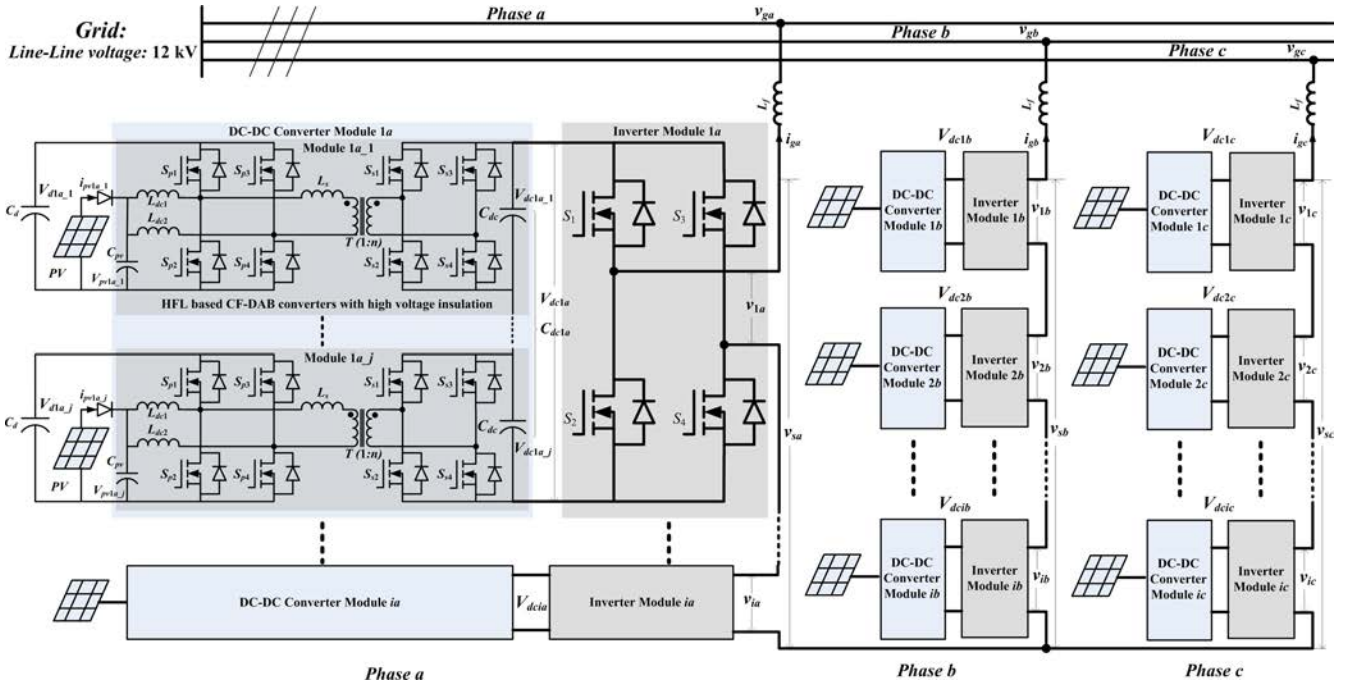 Grid:
Line-Line voltage: 12 kV
Phase a
Phase b
Phase c
v_ga
v_gb
v_gc
L_f
L_f
L_f
i_ga
i_gb
i_gc
DC-DC Converter Module 1a
Module 1a_1
Inverter Module 1a
V_d1a_1
C_d
i_pv1a_1
PV
L_dc1
L_dc2
C_pv
V_pv1a_1
S_p1
S_p3
S_p2
S_p4
L_s
T (1:n)
S_s1
S_s3
S_s2
S_s4
V_dc1a_1
C_dc
HFL based CF-DAB converters with high voltage insulation
V_dc1a
C_dc1a
S_1
S_3
S_2
S_4
v_1a
v_sa
Module 1a_j
V_d1a_j
C_d
i_pv1a_j
PV
L_dc1
L_dc2
C_pv
V_pv1a_j
S_p1
S_p3
S_p2
S_p4
L_s
T (1:n)
S_s1
S_s3
S_s2
S_s4
C_dc
V_dc1a_j
DC-DC Converter Module ia
V_dcia
Inverter Module ia
v_ia
Phase a
V_dc1b
DC-DC
Converter
Module 1b
Inverter
Module 1b
v_1b
V_dc2b
DC-DC
Converter
Module 2b
Inverter
Module 2b
v_2b
v_sb
V_dcib
DC-DC
Converter
Module ib
Inverter
Module ib
v_ib
Phase b
V_dc1c
DC-DC
Converter
Module 1c
Inverter
Module 1c
v_1c
V_dc2c
DC-DC
Converter
Module 2c
Inverter
Module 2c
v_2c
v_sc
V_dcic
DC-DC
Converter
Module ic
Inverter
Module ic
v_ic
Phase c